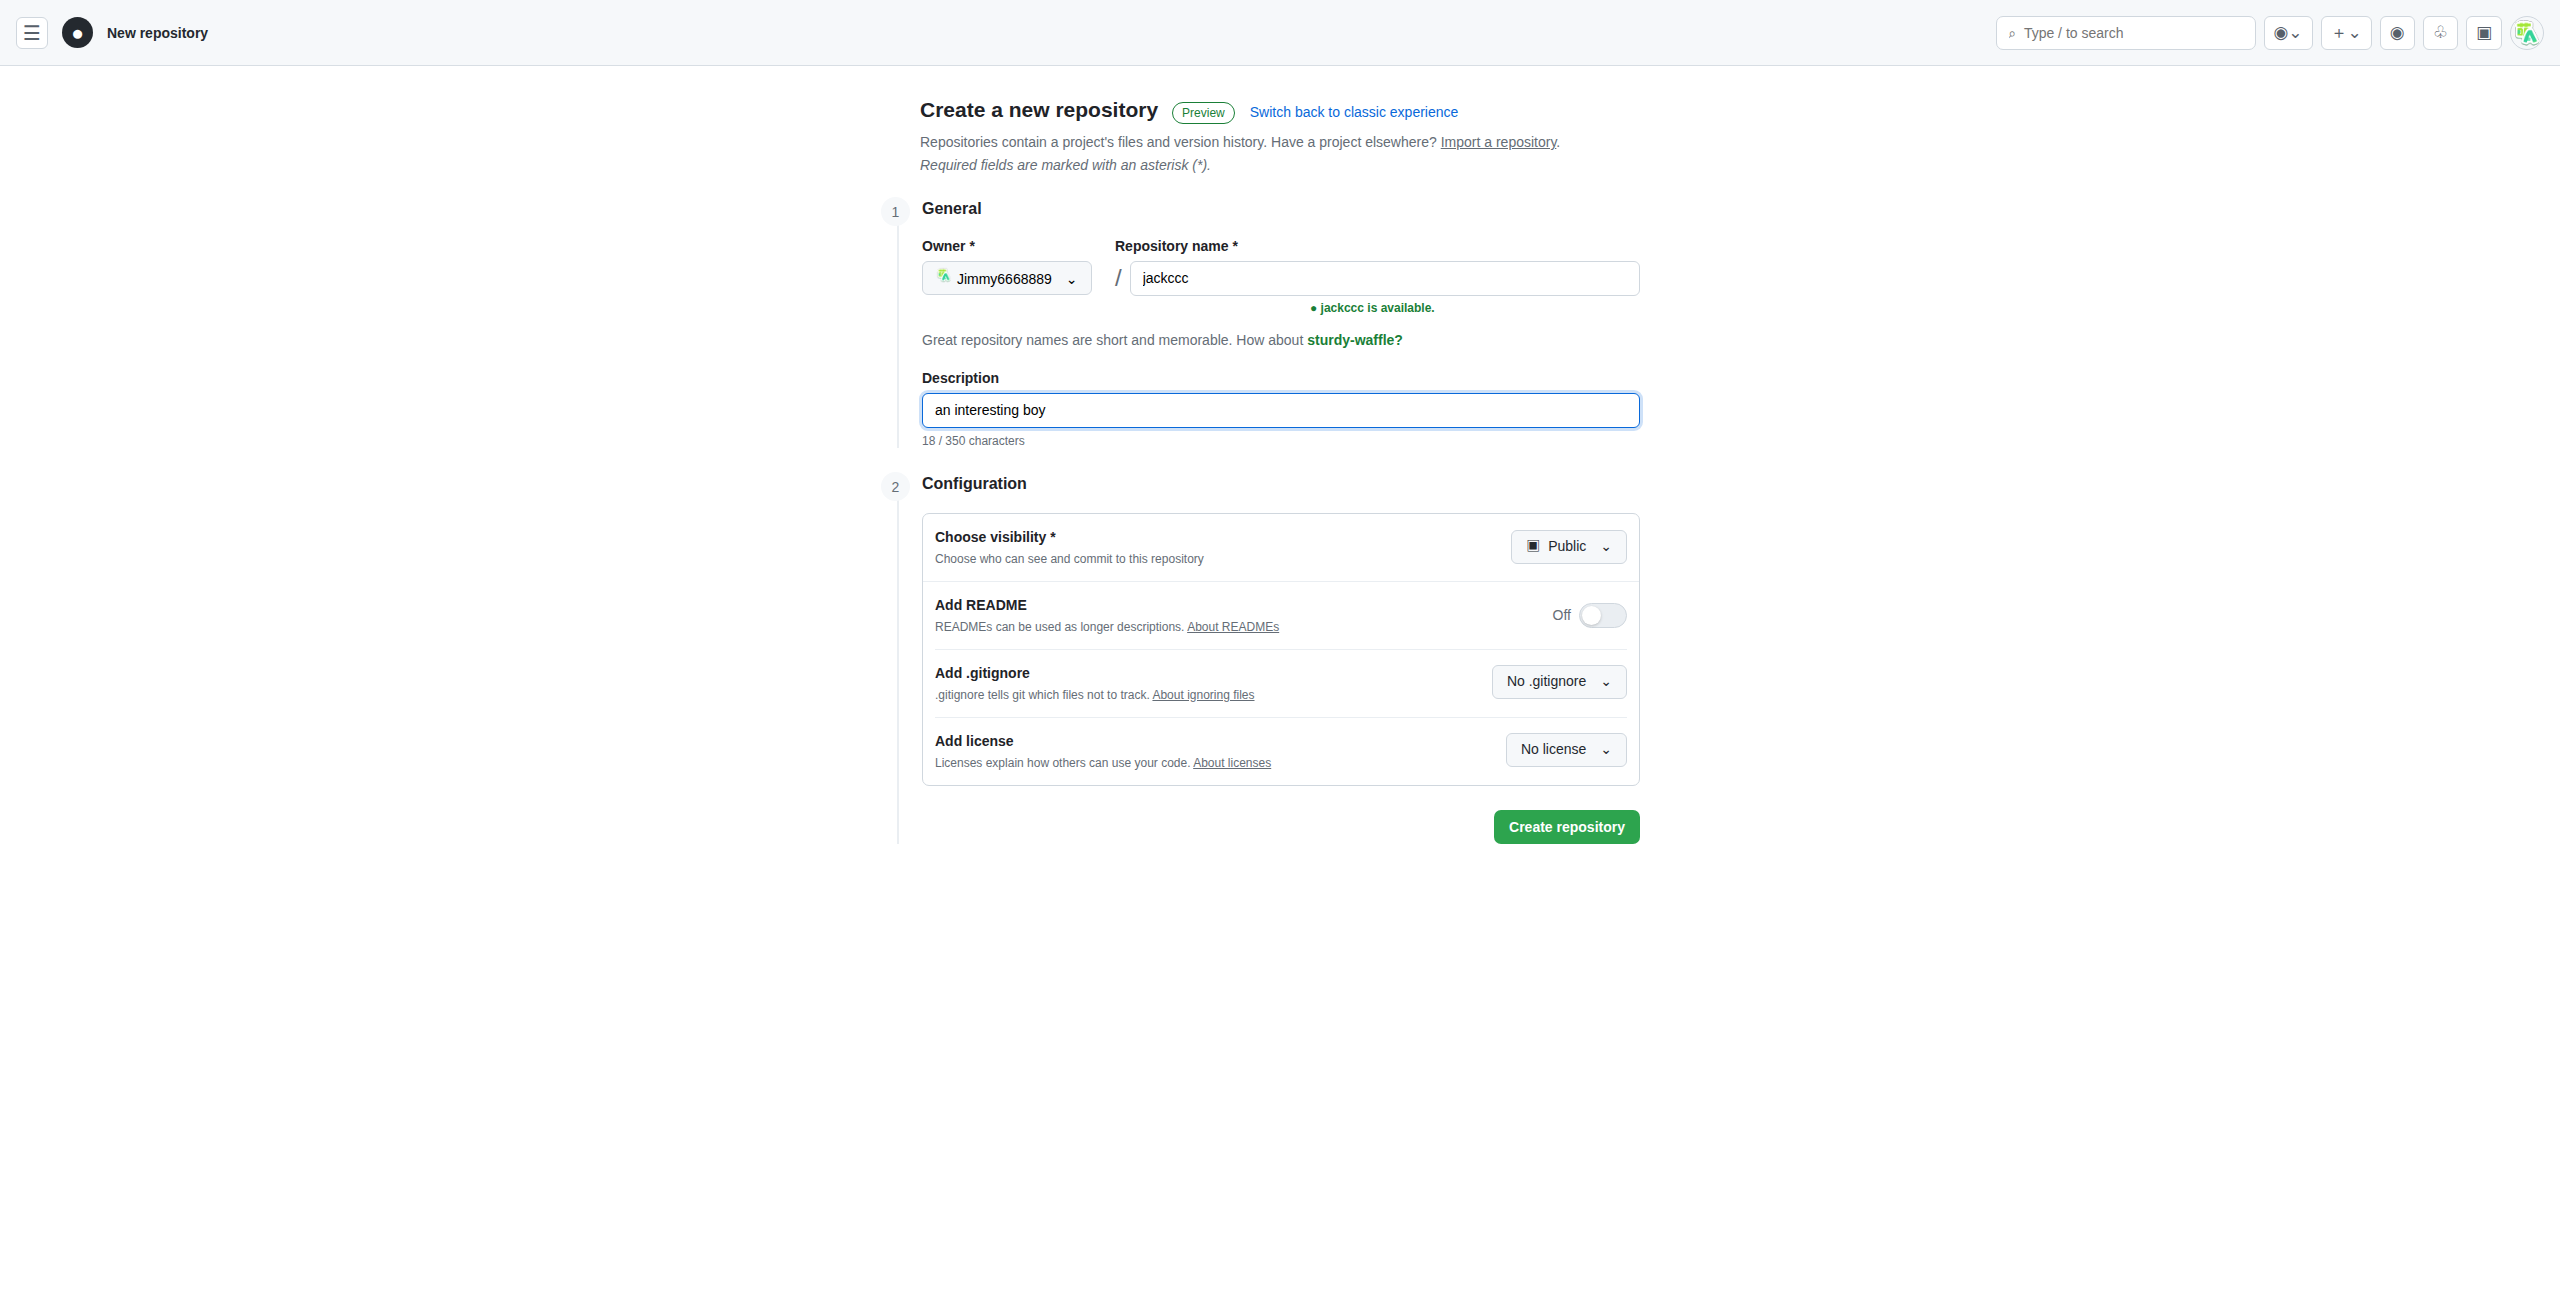 New repository
Type / to search
Create a new repository Preview Switch back to classic experience
Repositories contain a project's files and version history. Have a project elsewhere? Import a repository.
Required fields are marked with an asterisk (*).
1 General
Owner * Repository name *
Jimmy6668889 / jackccc
● jackccc is available.
Great repository names are short and memorable. How about sturdy-waffle?
Description
an interesting boy
18 / 350 characters
2 Configuration
Choose visibility *
Choose who can see and commit to this repository
Public
Add README
READMEs can be used as longer descriptions. About READMEs
Off
Add .gitignore
.gitignore tells git which files not to track. About ignoring files
No .gitignore
Add license
Licenses explain how others can use your code. About licenses
No license
Create repository